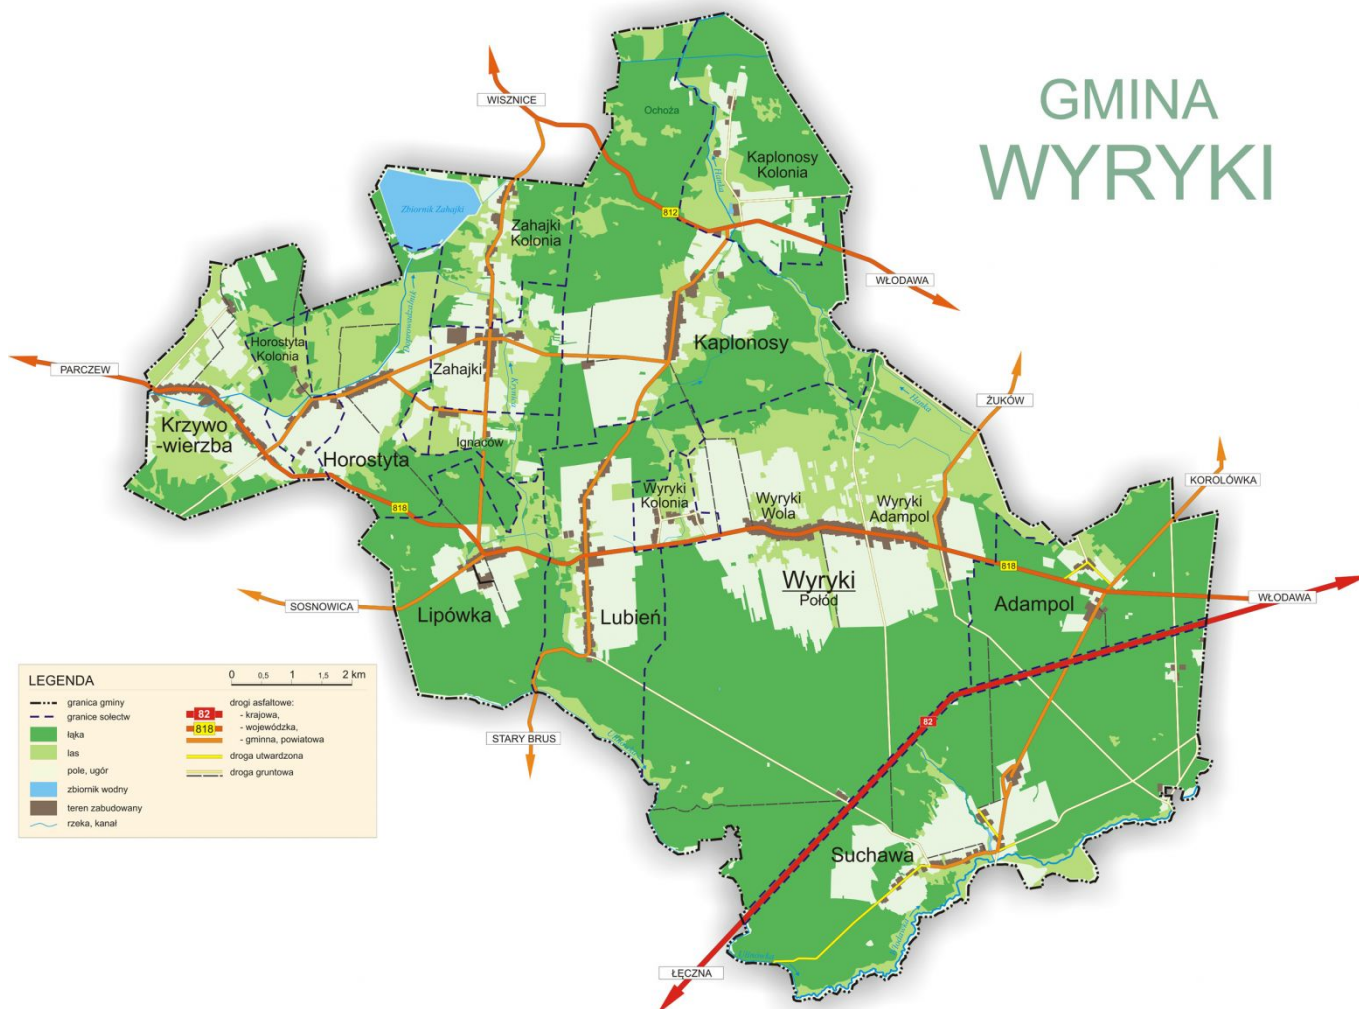 GMINA
WYRYKI
WISZNICE
Ochoża
Kaplonosy
Kolonia
Hanka
Zbiornik Zahajki
812
Zahajki
Kolonia
WŁODAWA
Doprowadzalnik
Horostyta
Kolonia
Kaplonosy
PARCZEW
Zahajki
Krzemianka
Hanka
ŻUKÓW
Krzywo
-wierzba
Ignaców
Horostyta
KOROLÓWKA
818
Wyryki
Kolonia
Wyryki
Wola
Wyryki
Adampol
818
Wyryki
Połód
SOSNOWICA
Lipówka
Lubień
Adampol
WŁODAWA
82
STARY BRUS
Suchawa
ŁĘCZNA
LEGENDA
0 0,5 1 1,5 2 km
granica gminy
granice sołectw
łąka
las
pole, ugór
zbiornik wodny
teren zabudowany
rzeka, kanał
drogi asfaltowe:
82 - krajowa,
818 - wojewódzka,
- gminna, powiatowa
droga utwardzona
droga gruntowa